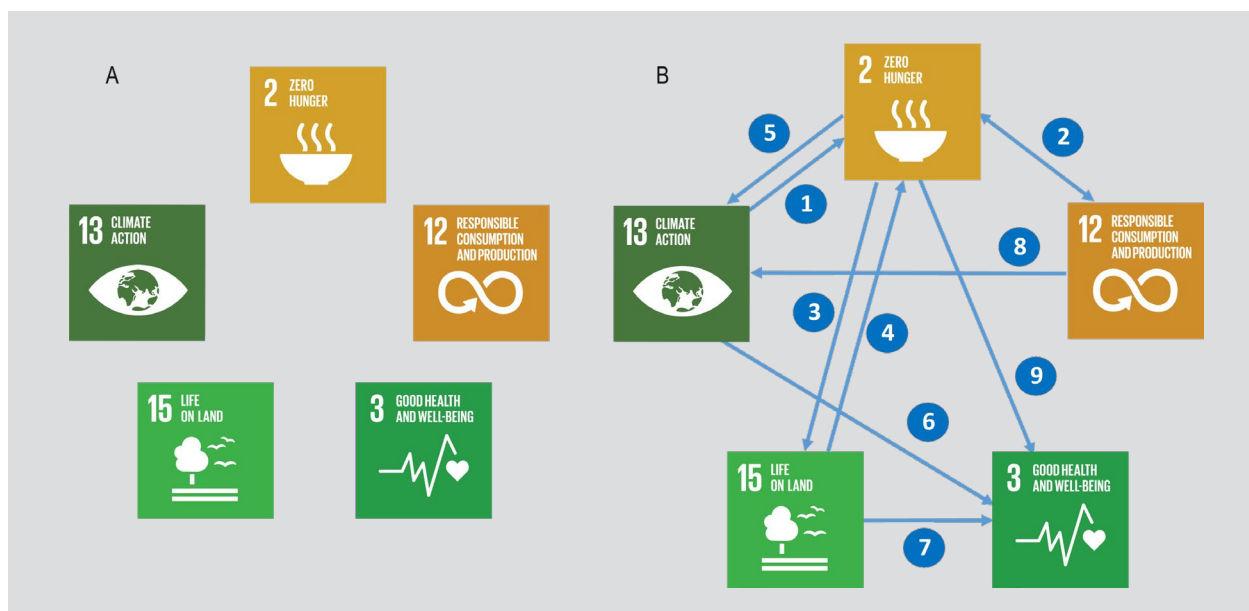 A
2 ZERO
HUNGER
13 CLIMATE
ACTION
12 RESPONSIBLE
CONSUMPTION
AND PRODUCTION
15 LIFE
ON LAND
3 GOOD HEALTH
AND WELL-BEING
B
2 ZERO
HUNGER
5
2
1
13 CLIMATE
ACTION
12 RESPONSIBLE
CONSUMPTION
AND PRODUCTION
8
3
4
9
6
15 LIFE
ON LAND
3 GOOD HEALTH
AND WELL-BEING
7